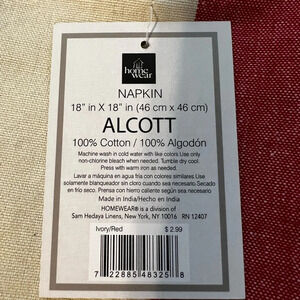 home
wear
NAPKIN
18" in X 18" in (46 cm x 46 cm)
ALCOTT
100% Cotton / 100% Algodón
Machine wash in cold water with like colors Use only
non-chlorine bleach when needed. Tumble dry cool.
Press with warm iron as needed.
Lavar a máquina en agua fria con colores similares Use
solamente blanqueador sin cloro cuando sea necesario Secado
en frío seco. Prensa con hierro caliente según sea necesario
Made in India/Hecho en India
HOMEWEAR® is a division of
Sam Hedaya Linens, New York, NY 10016 RN 12407
Ivory/Red $ 2.99
7 22885 48325 8